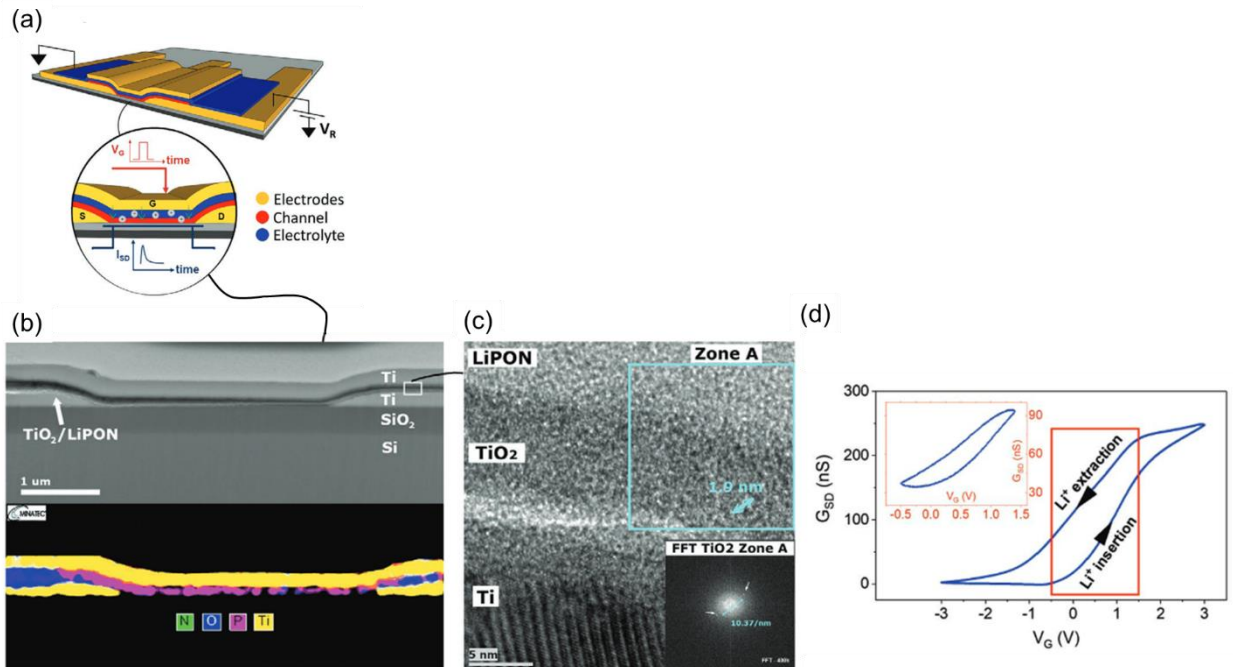 (a)
V_R
V_G
time
G
S
D
I_SD
time
Electrodes
Channel
Electrolyte
(b)
Ti
Ti
SiO₂
TiO₂/LiPON
Si
1 um
MINATEC
N O P Ti
(c)
LiPON
Zone A
TiO₂
1.9 nm
FFT TiO2 Zone A
Ti
10.37/nm
5 nm
(d)
300
200
100
0
G_SD (nS)
-3 -2 -1 0 1 2 3
V_G (V)
Li⁺ extraction
Li⁺ insertion
90
60
30
G_SD (nS)
-0.5 0.0 0.5 1.0 1.5
V_G (V)